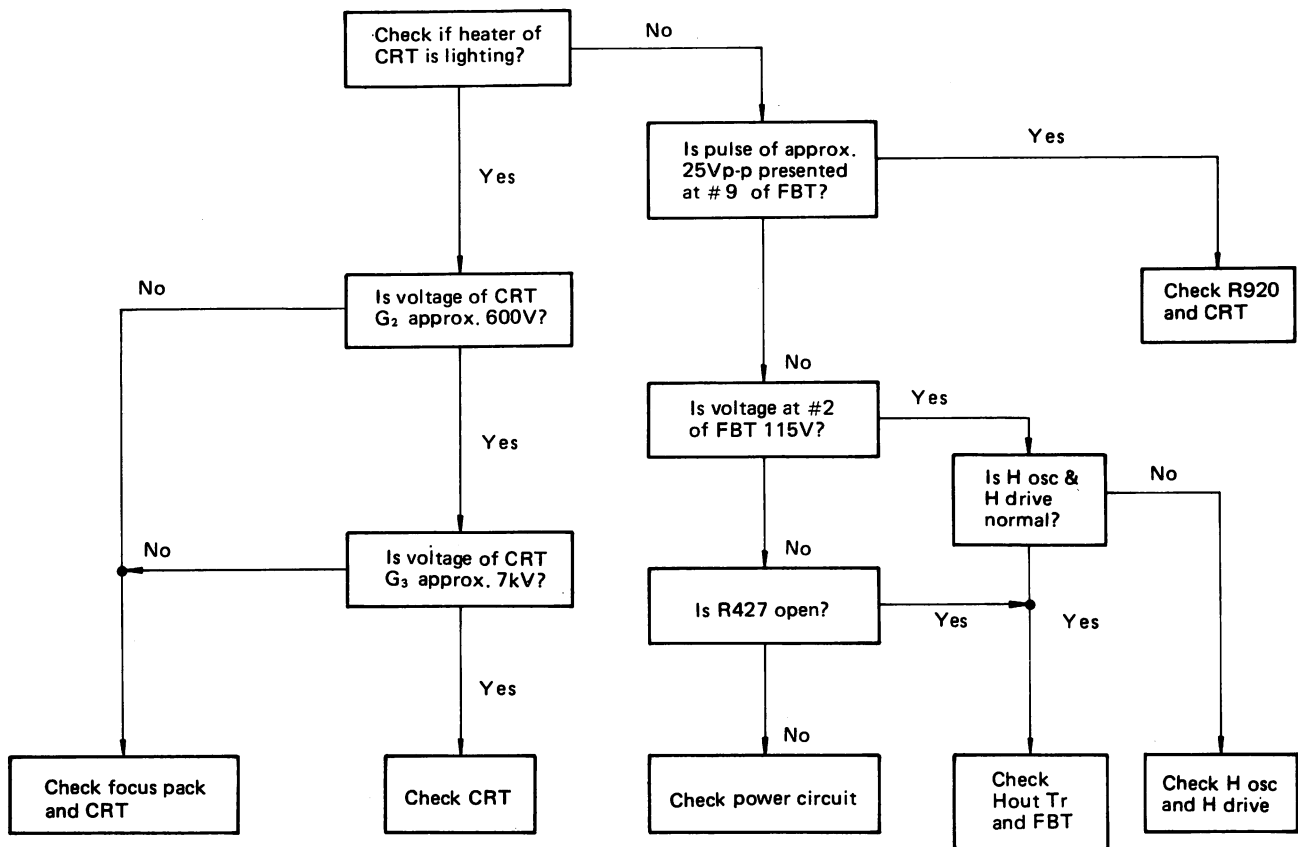 Check if heater of
CRT is lighting?
No
Yes
Is pulse of approx.
25Vp-p presented
at #9 of FBT?
Yes
Check R920
and CRT
No
Is voltage of CRT
G₂ approx. 600V?
No
Is voltage at #2
of FBT 115V?
Yes
Yes
Is H osc &
H drive
normal?
No
No
Is voltage of CRT
G₃ approx. 7kV?
No
Is R427 open?
Yes
Yes
Yes
No
Check focus pack
and CRT
Check CRT
Check power circuit
Check
Hout Tr
and FBT
Check H osc
and H drive